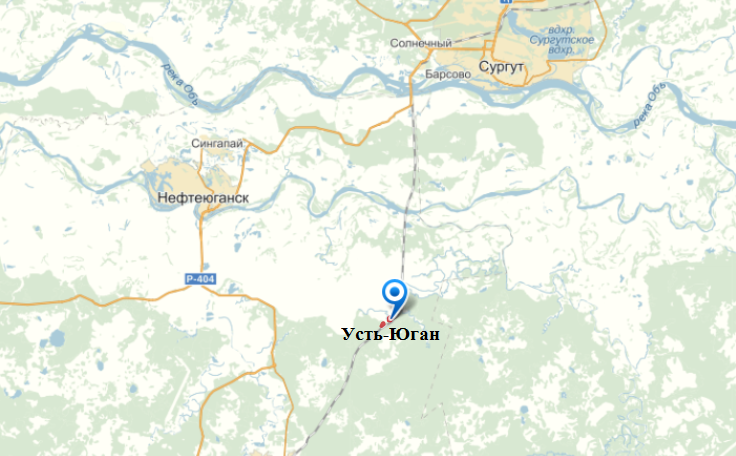 вдхр.
Сургутское
вдхр.
Солнечный
Сургут
Барсово
река Обь
река Обь
Сингапай
Нефтеюганск
Р-404
Усть-Юган